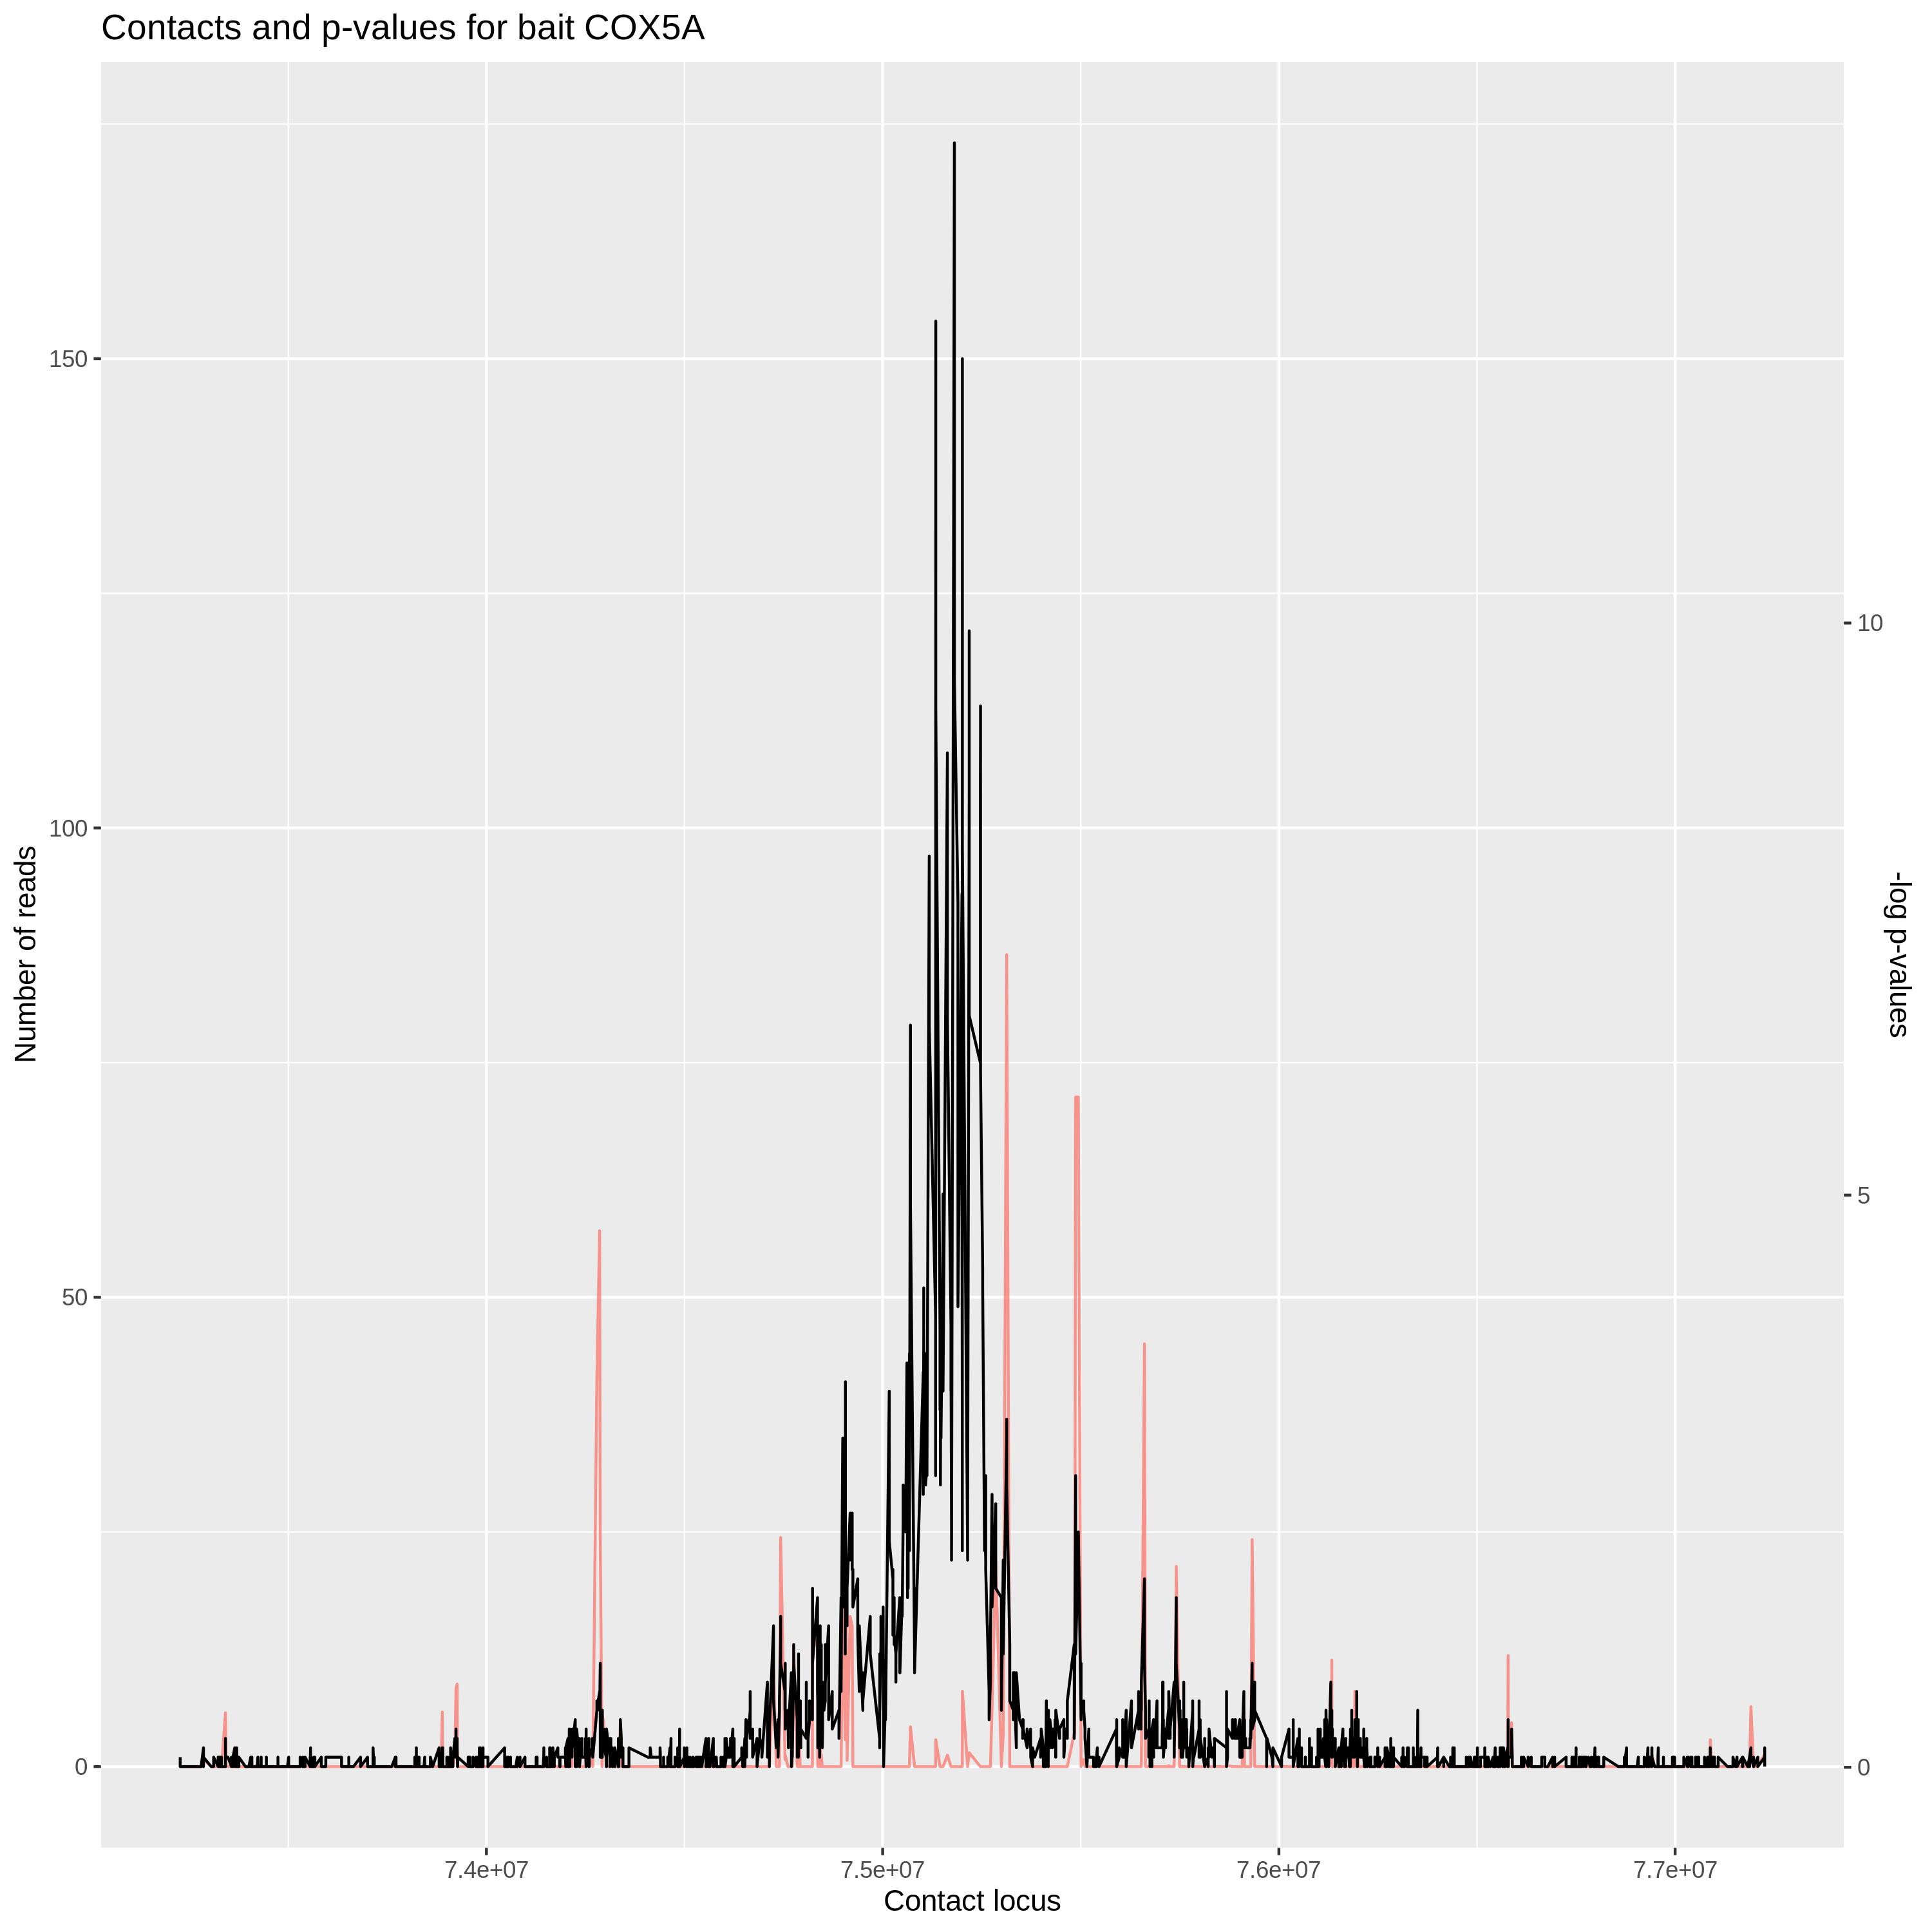 Contacts and p-values for bait COX5A
150
100
50
0
Number of reads
10
5
0
-log p-values
7.4e+07 7.5e+07 7.6e+07 7.7e+07
Contact locus